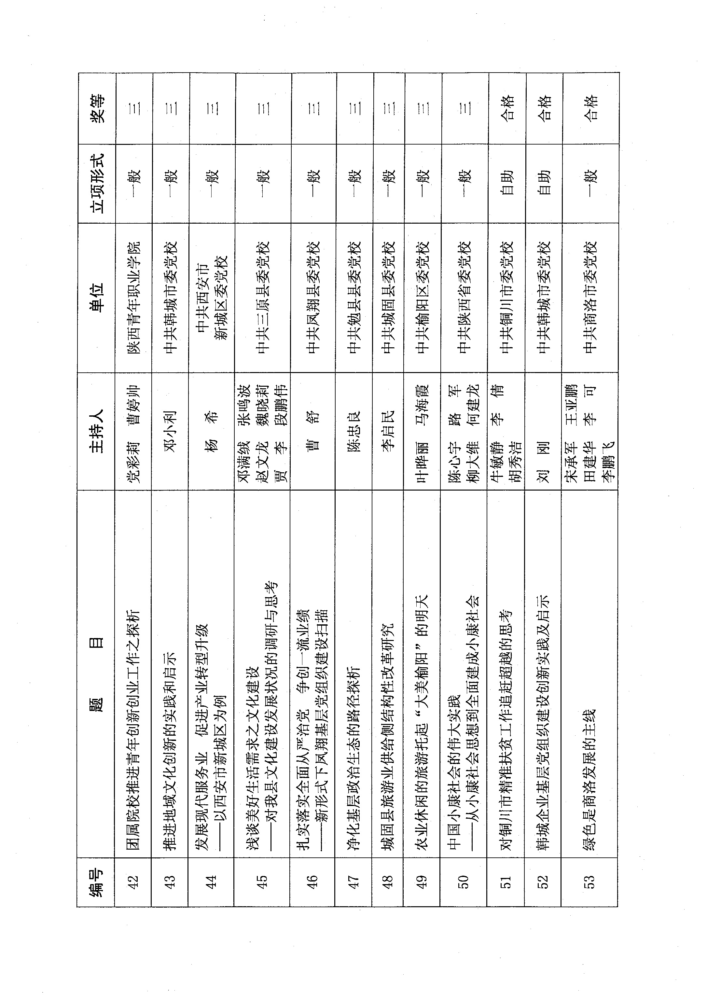 编号 题 目 主持人 单位 立项形式 奖等
42 团属院校推进青年创新创业工作之探析 党彩莉 曹婷帅 陕西青年职业学院 一般 三
43 推进地域文化创新的实践和启示 邓小利 中共韩城市委党校 一般 三
44 发展现代服务业 促进产业转型升级
——以西安市新城区为例 杨 希 中共西安市
新城区委党校 一般 三
45 浅谈美好生活需求之文化建设
——对我县文化建设发展状况的调研与思考 邓满绒 张鸣波
赵文龙 魏晓莉
贾 李 段鹏伟 中共三原县委党校 一般 三
46 扎实落实全面从严治党 争创一流业绩
——新形式下凤翔基层党组织建设扫描 曹 舒 中共凤翔县委党校 一般 三
47 净化基层政治生态的路径探析 陈忠良 中共勉县县委党校 一般 三
48 城固县旅游业供给侧结构性改革研究 李启民 中共城固县委党校 一般 三
49 农业休闲的旅游托起“大美榆阳”的明天 叶晔丽 马海霞 中共榆阳区委党校 一般 三
50 中国小康社会的伟大实践
——从小康社会思想到全面建成小康社会 陈心宇 路 军
柳大维 何建龙 中共陕西省委党校 一般 三
51 对铜川市精准扶贫工作追赶超越的思考 牛敏静 李 倩
胡秀洁 中共铜川市委党校 自助 合格
52 韩城企业基层党组织建设创新实践及启示 刘 刚 中共韩城市委党校 自助 合格
53 绿色是商洛发展的主线 宋承军 王亚鹏
田建华 李 可
李鹏飞 中共商洛市委党校 一般 合格